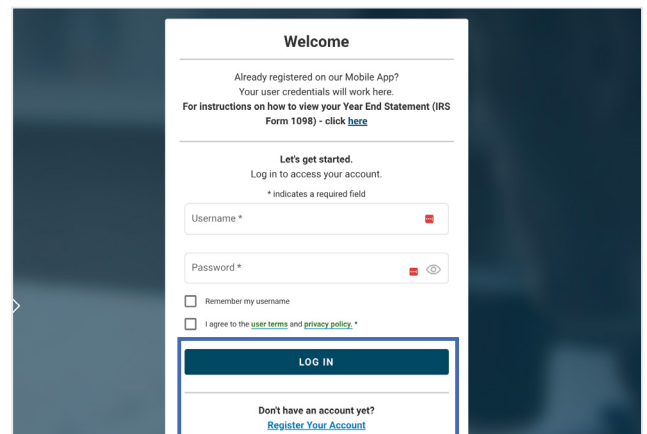 Welcome
Already registered on our Mobile App?
Your user credentials will work here.
For instructions on how to view your Year End Statement (IRS
Form 1098) - click here
Let's get started.
Log in to access your account.
* indicates a required field
Username *
Password *
Remember my username
I agree to the user terms and privacy policy. *
LOG IN
Don't have an account yet?
Register Your Account